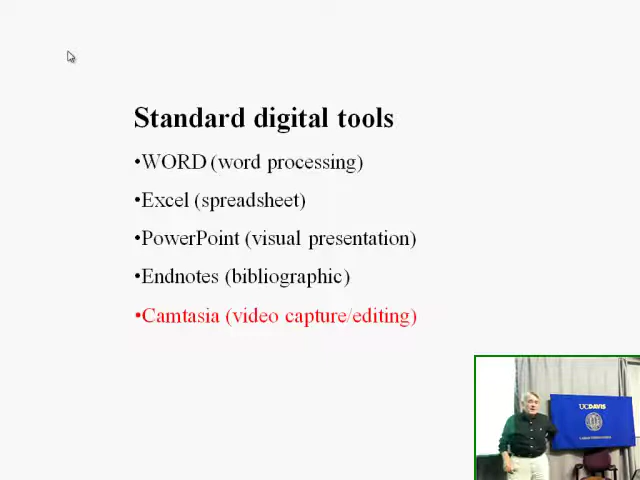 Standard digital tools
•WORD (word processing)
•Excel (spreadsheet)
•PowerPoint (visual presentation)
•Endnotes (bibliographic)
•Camtasia (video capture/editing)
UCDAVIS